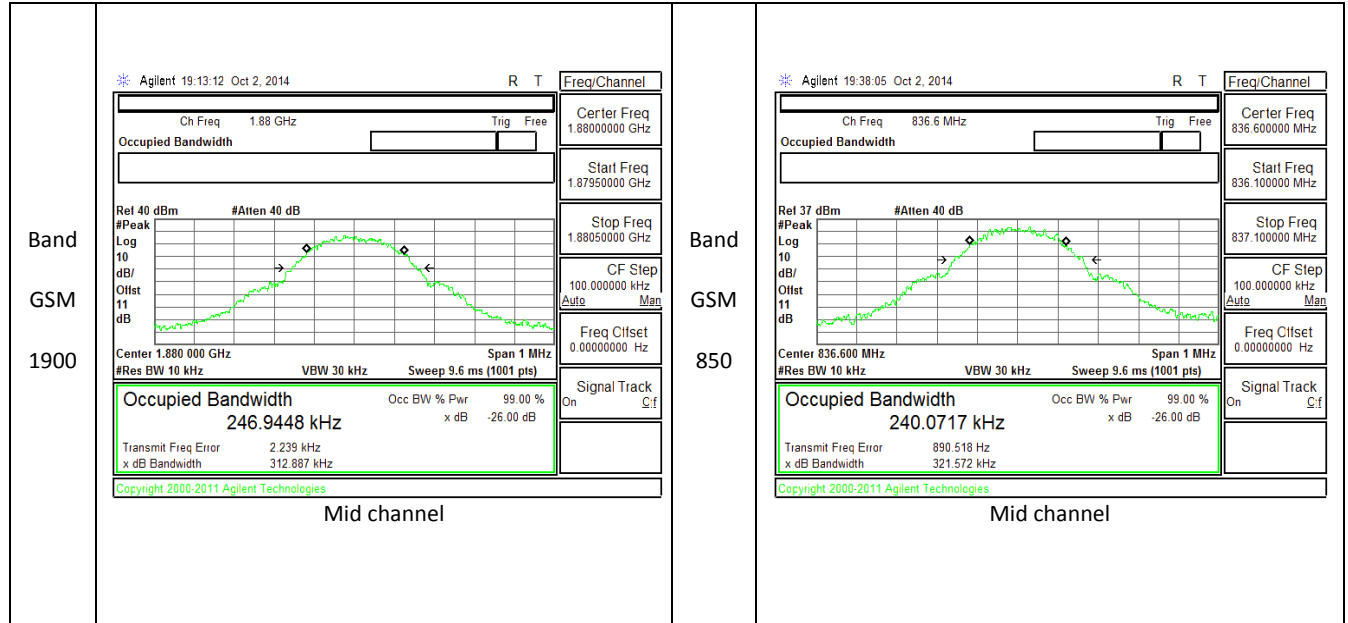 Band
GSM
1900
Agilent 19:13:12 Oct 2, 2014 R T
Freq/Channel
Ch Freq 1.88 GHz Trig Free
Occupied Bandwidth
Center Freq
1.88000000 GHz
Start Freq
1.87950000 GHz
Stop Freq
1.88050000 GHz
CF Step
100.000000 kHz
Auto Man
Freq Offset
0.00000000 Hz
Signal Track
On Off
Ref 40 dBm #Atten 40 dB
#Peak
Log
10
dB/
Offst
11
dB
Center 1.880 000 GHz Span 1 MHz
#Res BW 10 kHz VBW 30 kHz Sweep 9.6 ms (1001 pts)
Occupied Bandwidth Occ BW % Pwr 99.00 %
246.9448 kHz x dB -26.00 dB
Transmit Freq Error 2.239 kHz
x dB Bandwidth 312.887 kHz
Copyright 2000-2011 Agilent Technologies
Mid channel
Band
GSM
850
Agilent 19:38:05 Oct 2, 2014 R T
Freq/Channel
Ch Freq 836.6 MHz Trig Free
Occupied Bandwidth
Center Freq
836.600000 MHz
Start Freq
836.100000 MHz
Stop Freq
837.100000 MHz
CF Step
100.000000 kHz
Auto Man
Freq Offset
0.00000000 Hz
Signal Track
On Off
Ref 37 dBm #Atten 40 dB
#Peak
Log
10
dB/
Offst
11
dB
Center 836.600 MHz Span 1 MHz
#Res BW 10 kHz VBW 30 kHz Sweep 9.6 ms (1001 pts)
Occupied Bandwidth Occ BW % Pwr 99.00 %
240.0717 kHz x dB -26.00 dB
Transmit Freq Error 890.518 Hz
x dB Bandwidth 321.572 kHz
Copyright 2000-2011 Agilent Technologies
Mid channel